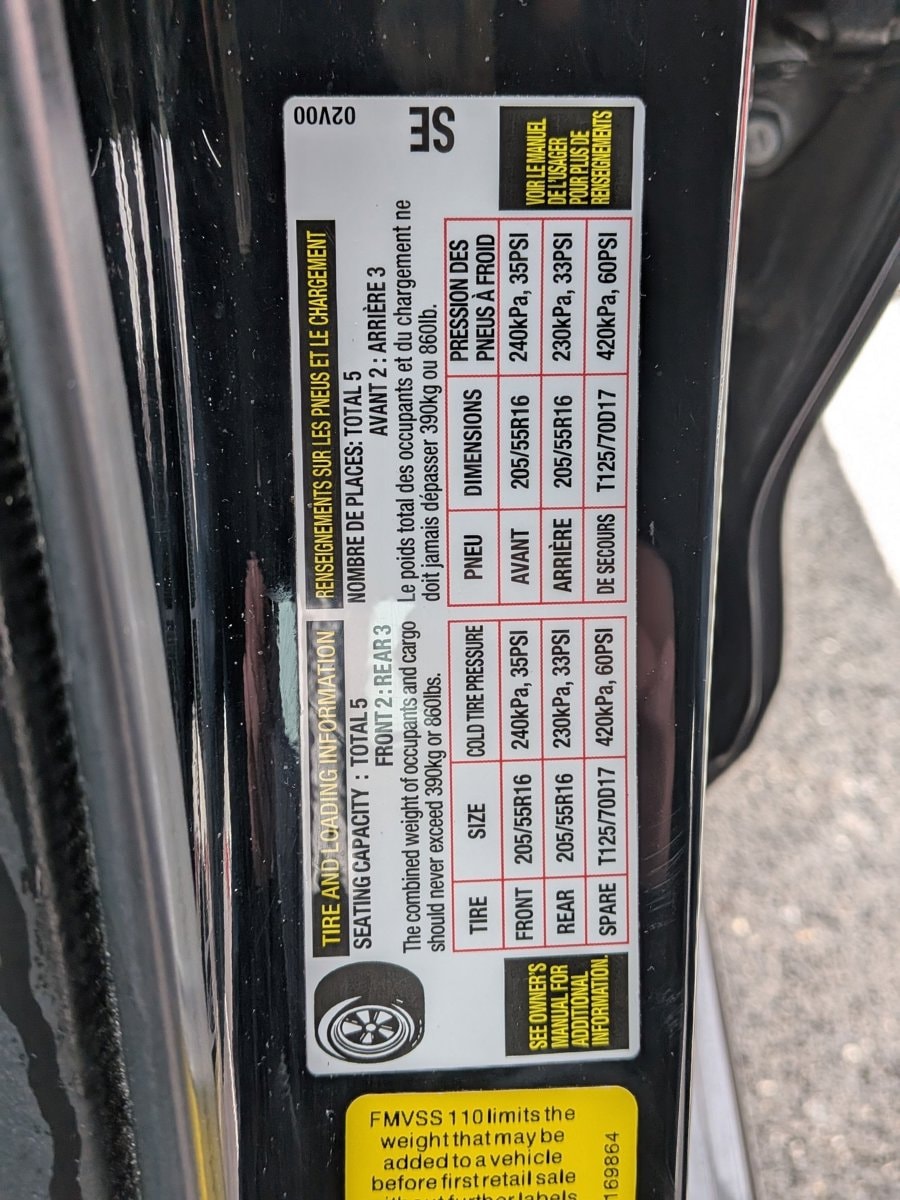 TIRE AND LOADING INFORMATION
SEATING CAPACITY : TOTAL 5
FRONT 2 : REAR 3
The combined weight of occupants and cargo
should never exceed 390kg or 860lbs.
TIRE SIZE COLD TIRE PRESSURE
FRONT 205/55R16 240kPa, 35PSI
REAR 205/55R16 230kPa, 33PSI
SPARE T125/70D17 420kPa, 60PSI
SEE OWNER'S
MANUAL FOR
ADDITIONAL
INFORMATION.
RENSEIGNEMENTS SUR LES PNEUS ET LE CHARGEMENT
NOMBRE DE PLACES: TOTAL 5
AVANT 2 : ARRIÈRE 3
Le poids total des occupants et du chargement ne
doit jamais dépasser 390kg ou 860lb.
PNEU DIMENSIONS PRESSION DES
PNEUS À FROID
AVANT 205/55R16 240kPa, 35PSI
ARRIÈRE 205/55R16 230kPa, 33PSI
DE SECOURS T125/70D17 420kPa, 60PSI
02V00
SE
VOIR LE MANUEL
DE L'USAGER
POUR PLUS DE
RENSEIGNEMENTS
FMVSS 110 limits the
weight that may be
added to a vehicle
before first retail sale
further labels
169864